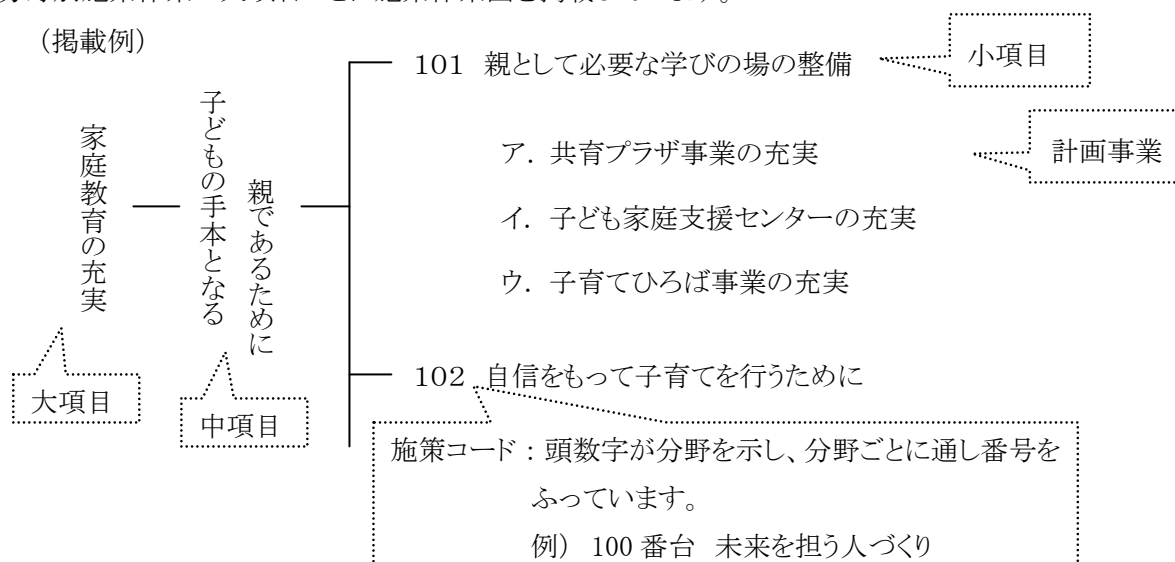 (掲載例)
101 親として必要な学びの場の整備
小項目
ア. 共育プラザ事業の充実
計画事業
イ. 子ども家庭支援センターの充実
ウ. 子育てひろば事業の充実
家庭教育の充実
子どもの手本となる
親であるために
大項目
中項目
102 自信をもって子育てを行うために
施策コード : 頭数字が分野を示し、分野ごとに通し番号を
ふっています。
例) 100番台 未来を担う人づくり